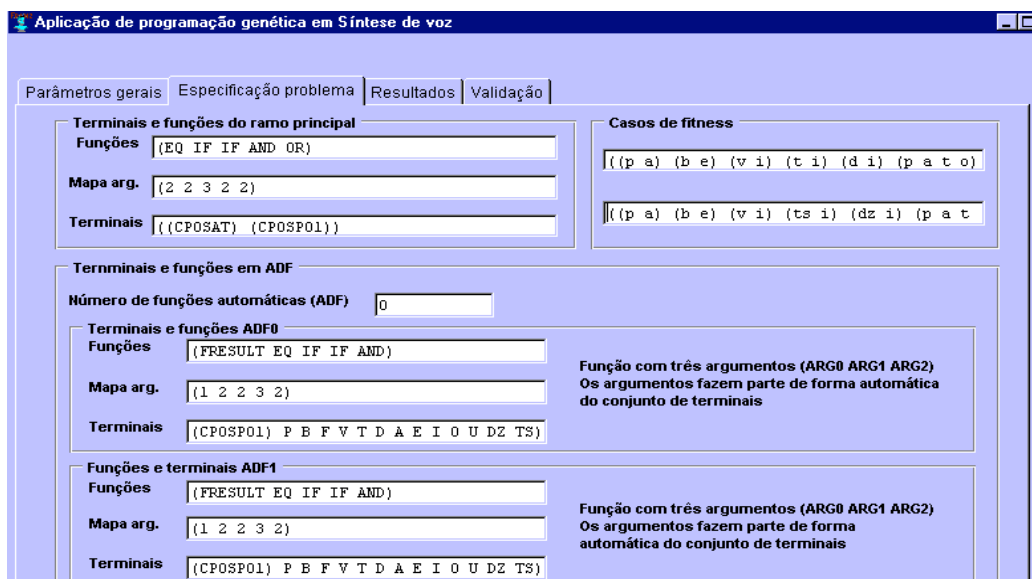 Aplicação de programação genética em Síntese de voz
Parâmetros gerais Especificação problema Resultados Validação
Terminais e funções do ramo principal
Funções (EQ IF IF AND OR)
Mapa arg. (2 2 3 2 2)
Terminais ((CPOSAT) (CPOSPO1))
Casos de fitness
((p a) (b e) (v i) (t i) (d i) (p a t o)
((p a) (b e) (v i) (ts i) (dz i) (p a t
Ternminais e funções em ADF
Número de funções automáticas (ADF) 0
Terminais e funções ADF0
Funções (FRESULT EQ IF IF AND)
Mapa arg. (1 2 2 3 2)
Terminais (CPOSPO1) P B F V T D A E I O U DZ TS)
Função com três argumentos (ARG0 ARG1 ARG2)
Os argumentos fazem parte de forma automática
do conjunto de terminais
Funções e terminais ADF1
Funções (FRESULT EQ IF IF AND)
Mapa arg. (1 2 2 3 2)
Terminais (CPOSPO1) P B F V T D A E I O U DZ TS)
Função com três argumentos (ARG0 ARG1 ARG2)
Os argumentos fazem parte de forma
automática do conjunto de terminais